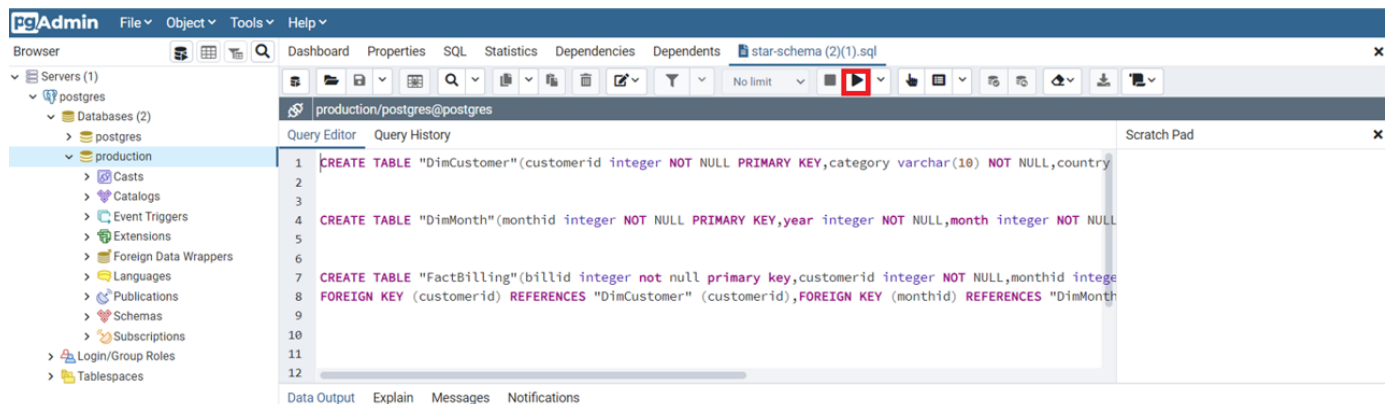 pgAdmin File Object Tools Help
Browser Dashboard Properties SQL Statistics Dependencies Dependents star-schema (2)(1).sql
Servers (1)
No limit
postgres
production/postgres@postgres
Databases (2)
Query Editor Query History Scratch Pad
postgres
production
Casts
Catalogs
Event Triggers
Extensions
Foreign Data Wrappers
Languages
Publications
Schemas
Subscriptions
Login/Group Roles
Tablespaces
1 CREATE TABLE "DimCustomer"(customerid integer NOT NULL PRIMARY KEY,category varchar(10) NOT NULL,country
2
3
4 CREATE TABLE "DimMonth"(monthid integer NOT NULL PRIMARY KEY,year integer NOT NULL,month integer NOT NULL
5
6
7 CREATE TABLE "FactBilling"(billid integer not null primary key,customerid integer NOT NULL,monthid intege
8 FOREIGN KEY (customerid) REFERENCES "DimCustomer" (customerid),FOREIGN KEY (monthid) REFERENCES "DimMonth
9
10
11
12
Data Output Explain Messages Notifications